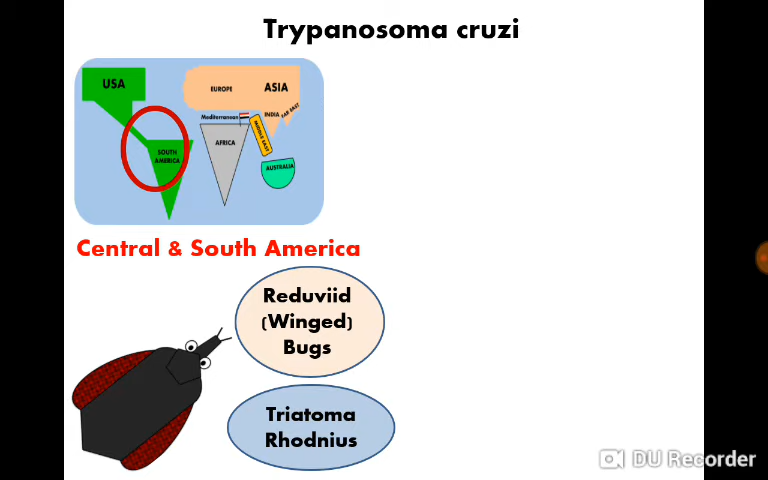 Trypanosoma cruzi
USA
EUROPE
ASIA
Mediterranean
INDIA
FAR EAST
MIDDLE EAST
AFRICA
SOUTH
AMERICA
AUSTRALIA
Central & South America
Reduviid
(Winged)
Bugs
Triatoma
Rhodnius
DU Recorder